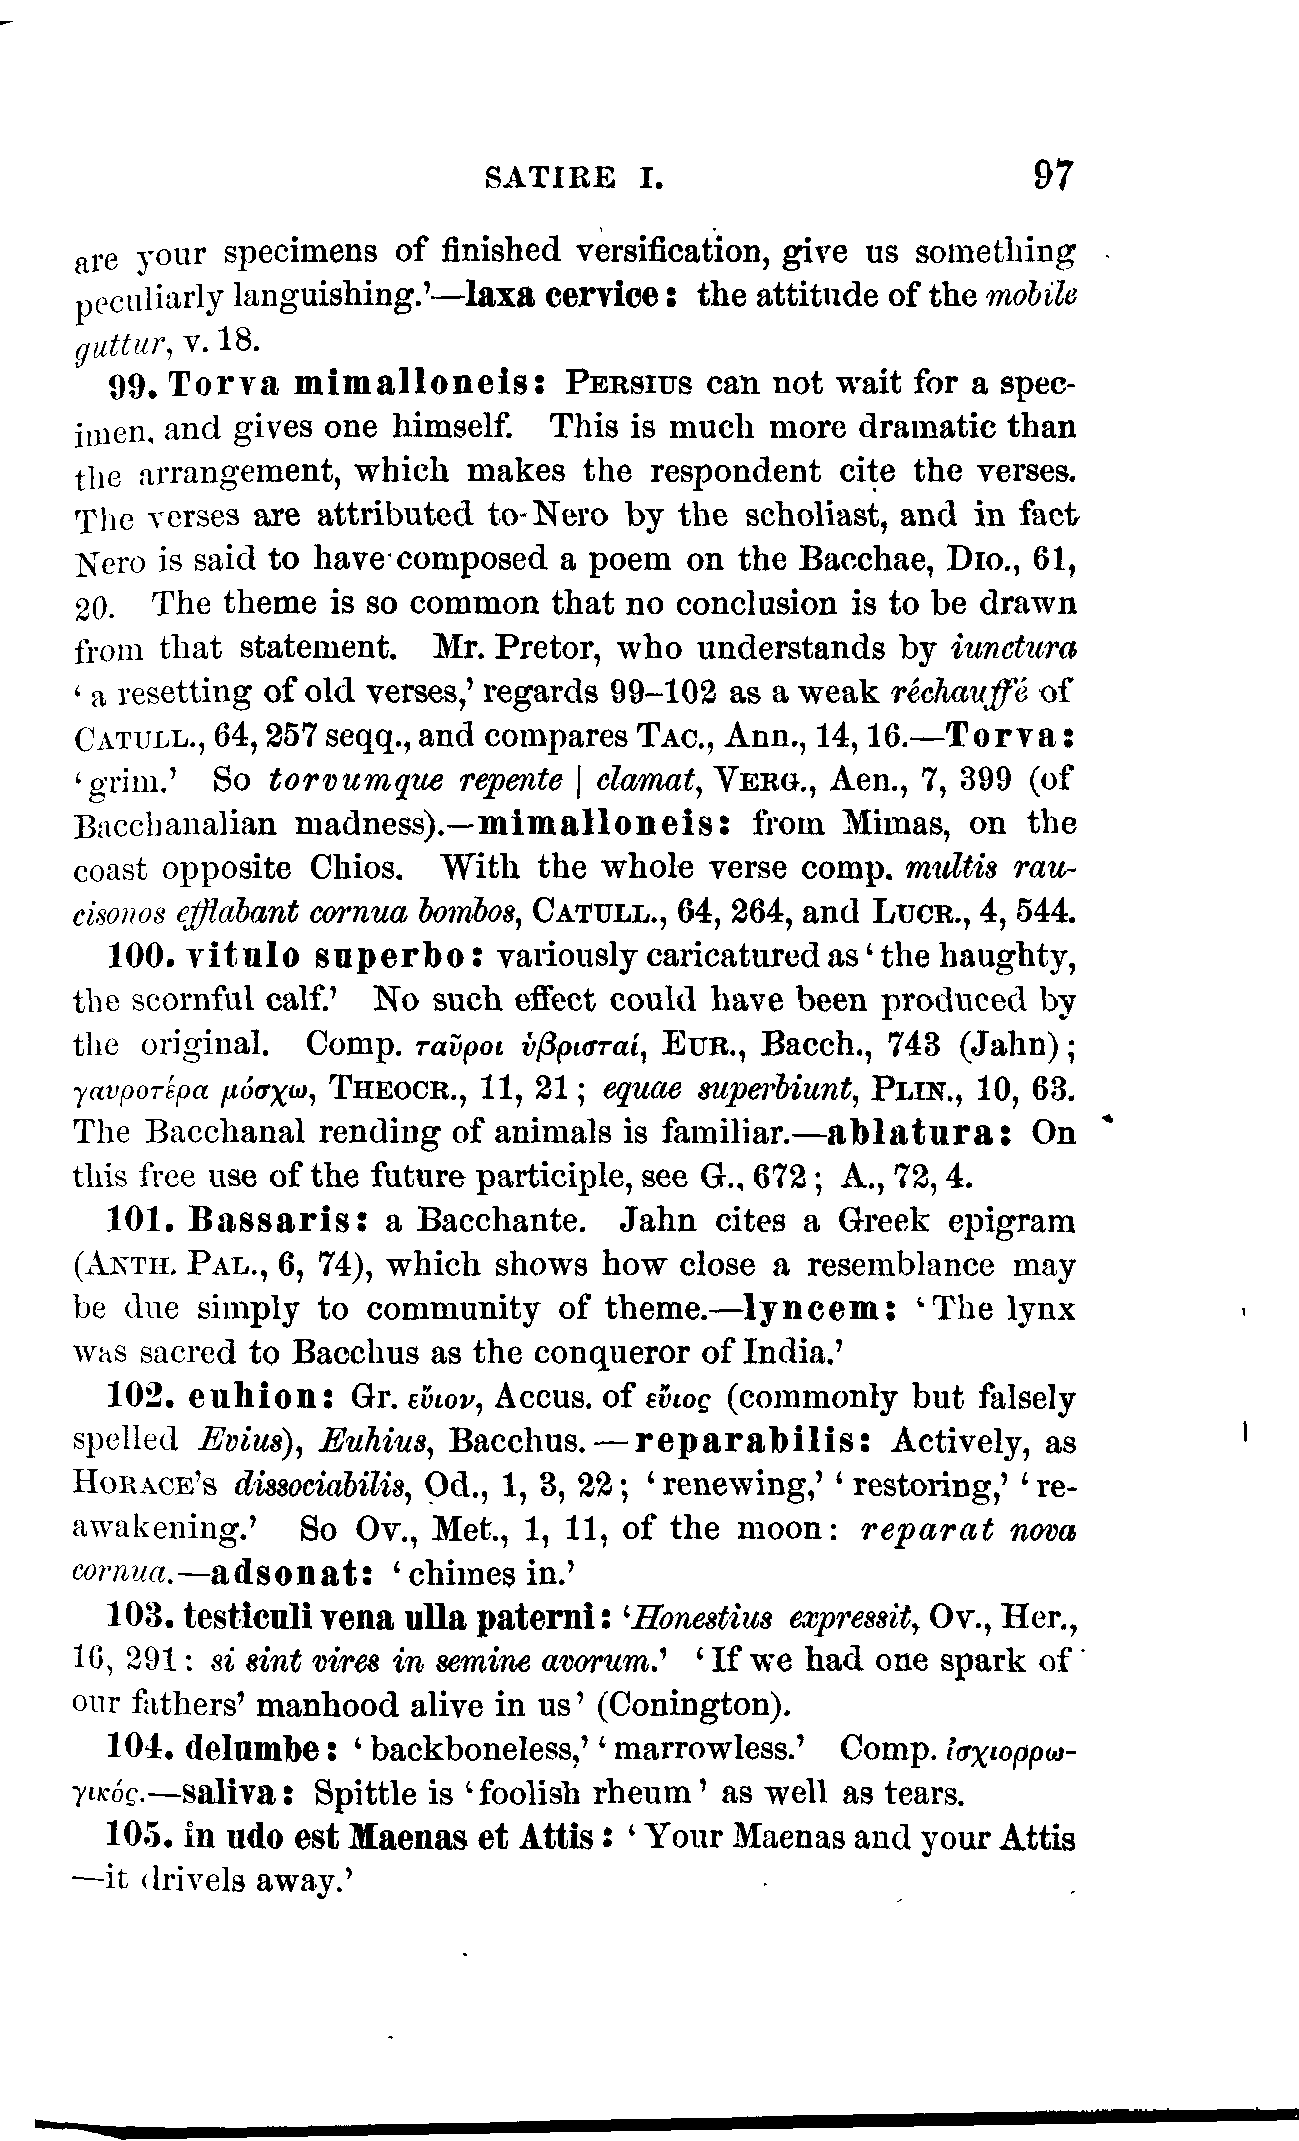 SATIRE I. 97
are your specimens of finished versification, give us something
peculiarly languishing.’—laxa cervice: the attitude of the mobile
guttur, v. 18.
99. Torva mimalloneis: PERSIUS can not wait for a spec-
imen, and gives one himself. This is much more dramatic than
the arrangement, which makes the respondent cite the verses.
The verses are attributed to Nero by the scholiast, and in fact
Nero is said to have composed a poem on the Bacchae, DIO., 61,
20. The theme is so common that no conclusion is to be drawn
from that statement. Mr. Pretor, who understands by iunctura
‘a resetting of old verses,’ regards 99–102 as a weak réchauffé of
CATULL., 64, 257 seqq., and compares TAC., Ann., 14, 16.—Torva:
‘grim.’ So torvumque repente | clamat, VERG., Aen., 7, 399 (of
Bacchanalian madness).—mimalloneis: from Mimas, on the
coast opposite Chios. With the whole verse comp. multis rau-
cisonos efflabant cornua bombos, CATULL., 64, 264, and LUCR., 4, 544.
100. vitulo superbo: variously caricatured as ‘the haughty,
the scornful calf.’ No such effect could have been produced by
the original. Comp. ταῦροι ὑβρισταί, EUR., Bacch., 743 (Jahn);
γαυροτέρα μόσχω, THEOCR., 11, 21; equae superbiunt, PLIN., 10, 63.
The Bacchanal rending of animals is familiar.—ablatura: On
this free use of the future participle, see G., 672; A., 72, 4.
101. Bassaris: a Bacchante. Jahn cites a Greek epigram
(ANTH. PAL., 6, 74), which shows how close a resemblance may
be due simply to community of theme.—lyncem: ‘The lynx
was sacred to Bacchus as the conqueror of India.’
102. euhion: Gr. εὔιον, Accus. of εὔιος (commonly but falsely
spelled Evius), Euhius, Bacchus.—reparabilis: Actively, as
HORACE’S dissociabilis, Od., 1, 3, 22; ‘renewing,’ ‘restoring,’ ‘re-
awakening.’ So OV., Met., 1, 11, of the moon: reparat nova
cornua.—adsonat: ‘chimes in.’
103. testiculi vena ulla paterni: ‘Honestius expressit, OV., Her.,
16, 291: si sint vires in semine avorum.’ ‘If we had one spark of
our fathers’ manhood alive in us’ (Conington).
104. delumbe: ‘backboneless,’ ‘marrowless.’ Comp. ἰσχιορρω-
γικός.—saliva: Spittle is ‘foolish rheum’ as well as tears.
105. in udo est Maenas et Attis: ‘Your Maenas and your Attis
—it drivels away.’